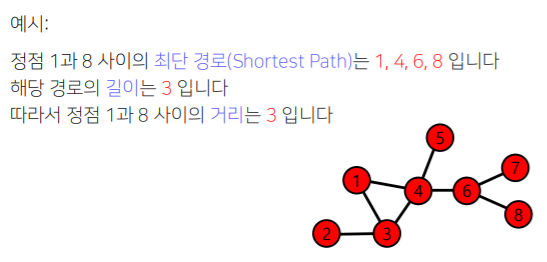 예시:
정점 1과 8 사이의 최단 경로(Shortest Path)는 1, 4, 6, 8 입니다
해당 경로의 길이는 3 입니다
따라서 정점 1과 8 사이의 거리는 3 입니다
5
7
1
4
6
8
2
3